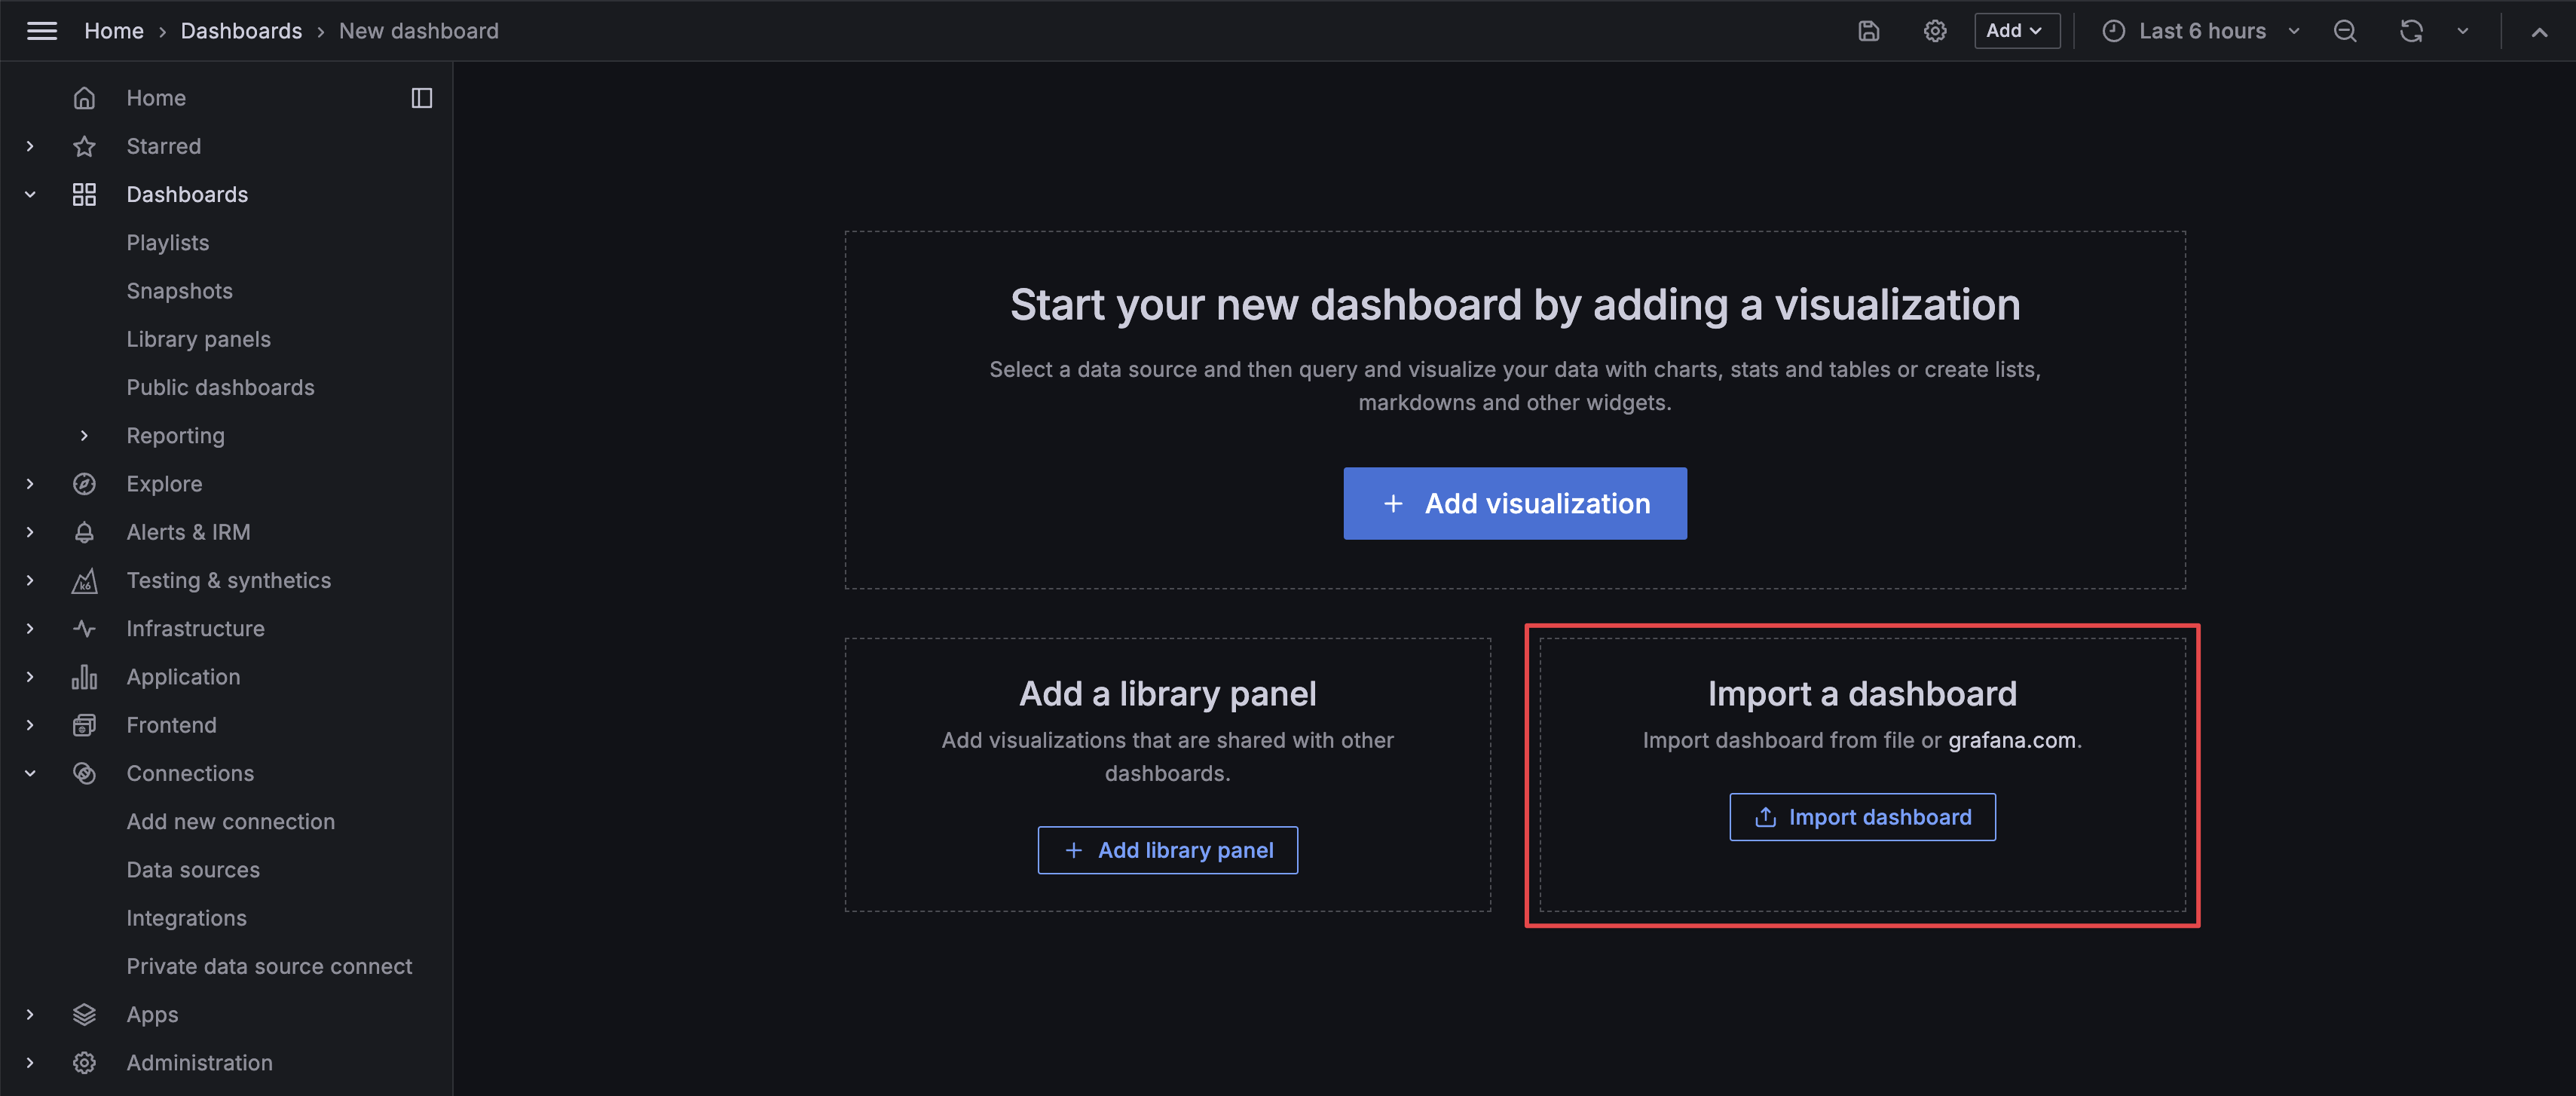 Home › Dashboards › New dashboard
Add
Last 6 hours
Home
Starred
Dashboards
Playlists
Snapshots
Library panels
Public dashboards
Reporting
Explore
Alerts & IRM
k6
Testing & synthetics
Infrastructure
Application
Frontend
Connections
Add new connection
Data sources
Integrations
Private data source connect
Apps
Administration
Start your new dashboard by adding a visualization
Select a data source and then query and visualize your data with charts, stats and tables or create lists,
markdowns and other widgets.
+ Add visualization
Add a library panel
Add visualizations that are shared with other
dashboards.
+ Add library panel
Import a dashboard
Import dashboard from file or grafana.com.
Import dashboard